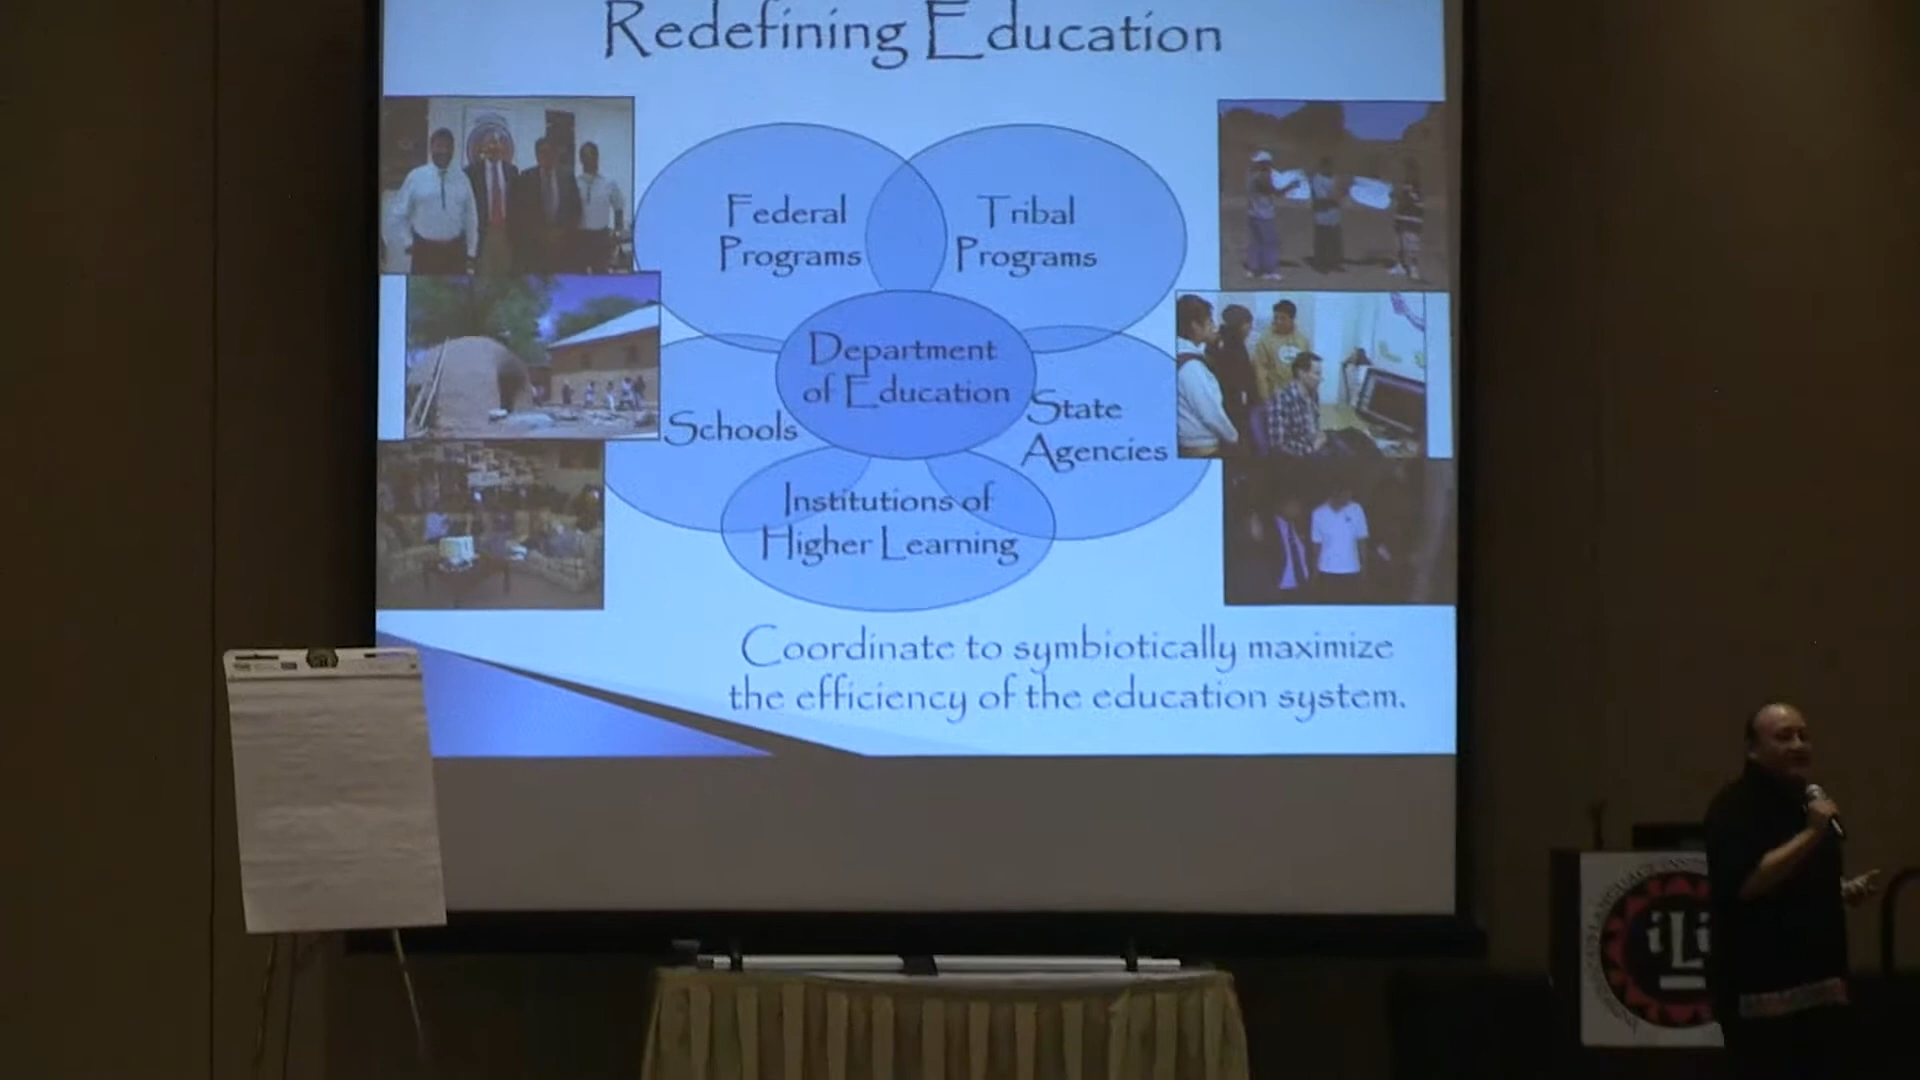 Redefining Education
Federal
Programs
Tribal
Programs
Department
of Education
Schools
State
Agencies
Institutions of
Higher Learning
Coordinate to symbiotically maximize
the efficiency of the education system.
iLi